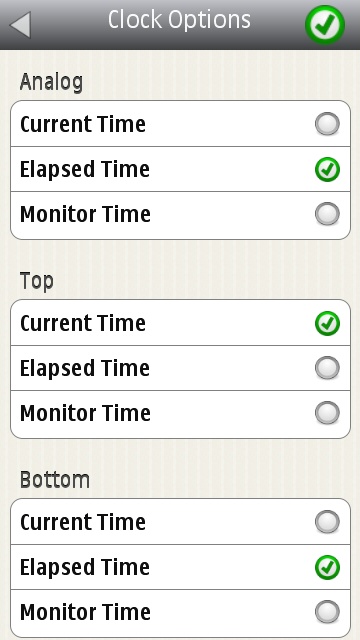 Clock Options
Analog
Current Time
Elapsed Time
Monitor Time
Top
Current Time
Elapsed Time
Monitor Time
Bottom
Current Time
Elapsed Time
Monitor Time